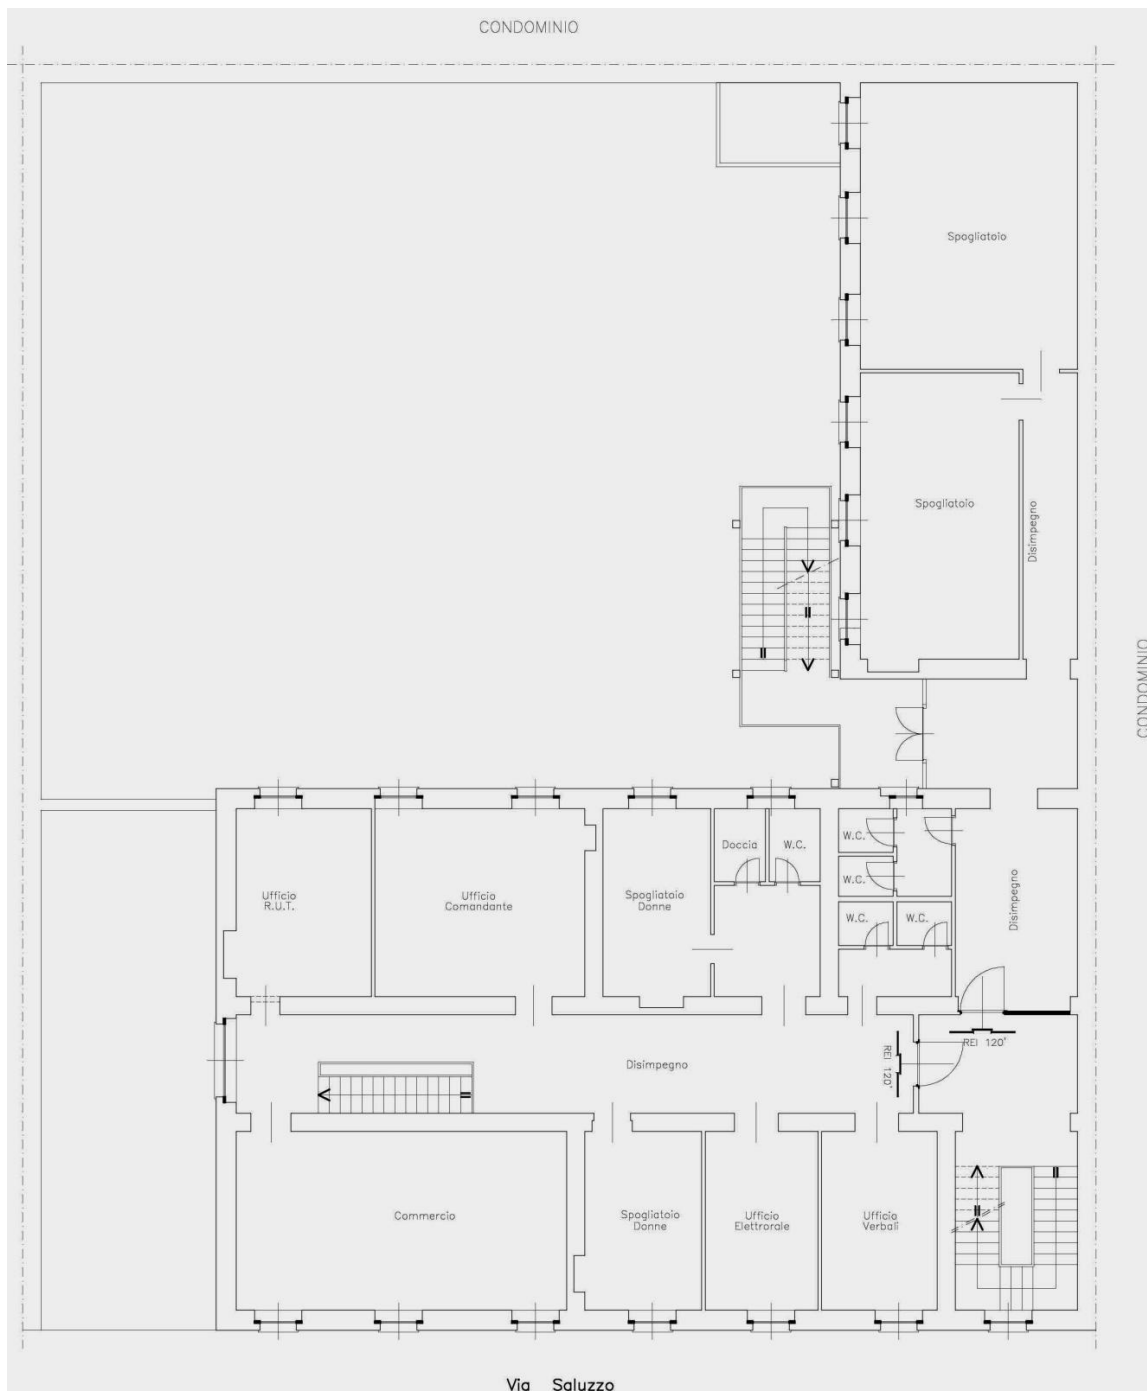 CONDOMINIO
Spogliatoio
Spogliatoio
Disimpegno
CONDOMINIO
Doccia
W.C.
W.C.
W.C.
W.C.
W.C.
Ufficio
R.U.T.
Ufficio
Comandante
Spogliatoio
Donne
Disimpegno
REI 120'
REI 120'
Disimpegno
Commercio
Spogliatoio
Donne
Ufficio
Elettrorale
Ufficio
Verbali
Via Saluzzo